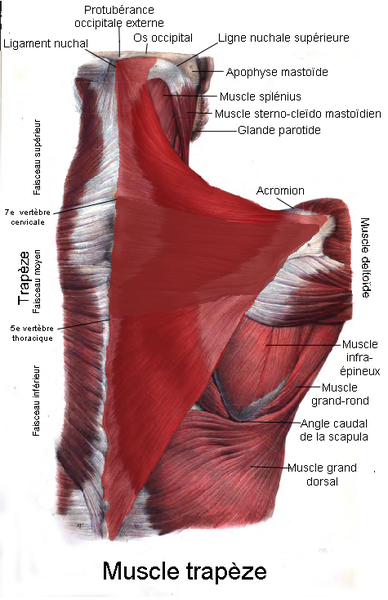 Protubérance
occipitale externe
Os occipital
Ligament nuchal
Ligne nuchale supérieure
Apophyse mastoïde
Muscle splénius
Muscle sterno-cleïdo mastoïdien
Glande parotide
Faisceau supérieur
Acromion
7e vertèbre
cervicale
Trapèze
Faisceau moyen
Muscle deltoïde
5e vertèbre
thoracique
Muscle
infra-
épineux
Muscle
grand-rond
Faisceau inférieur
Angle caudal
de la scapula
Muscle grand
dorsal
Muscle trapèze